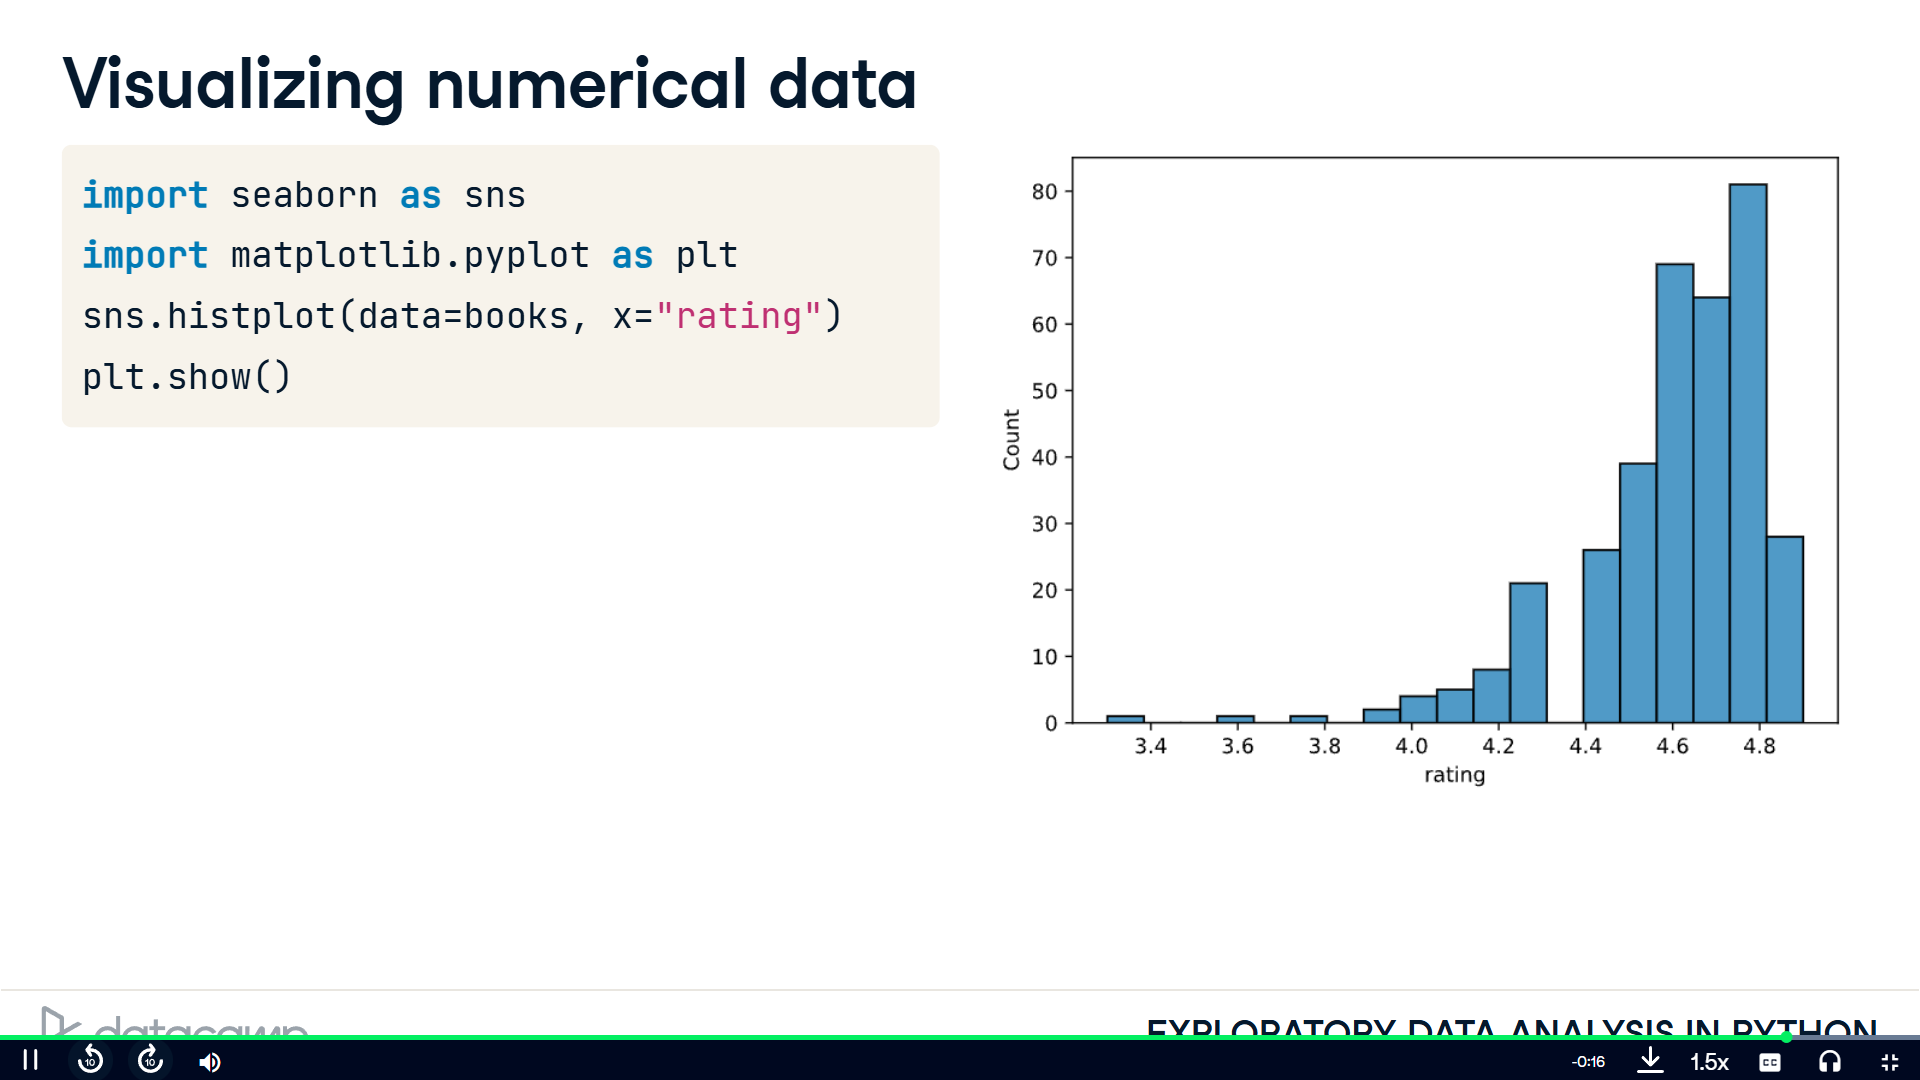 Visualizing numerical data
import seaborn as sns
import matplotlib.pyplot as plt
sns.histplot(data=books, x="rating")
plt.show()
80
70
60
50
40
30
20
10
0
Count
3.4 3.6 3.8 4.0 4.2 4.4 4.6 4.8
rating
datacamp
EXPLORATORY DATA ANALYSIS IN PYTHON
10 10 -0:16 1.5x CC